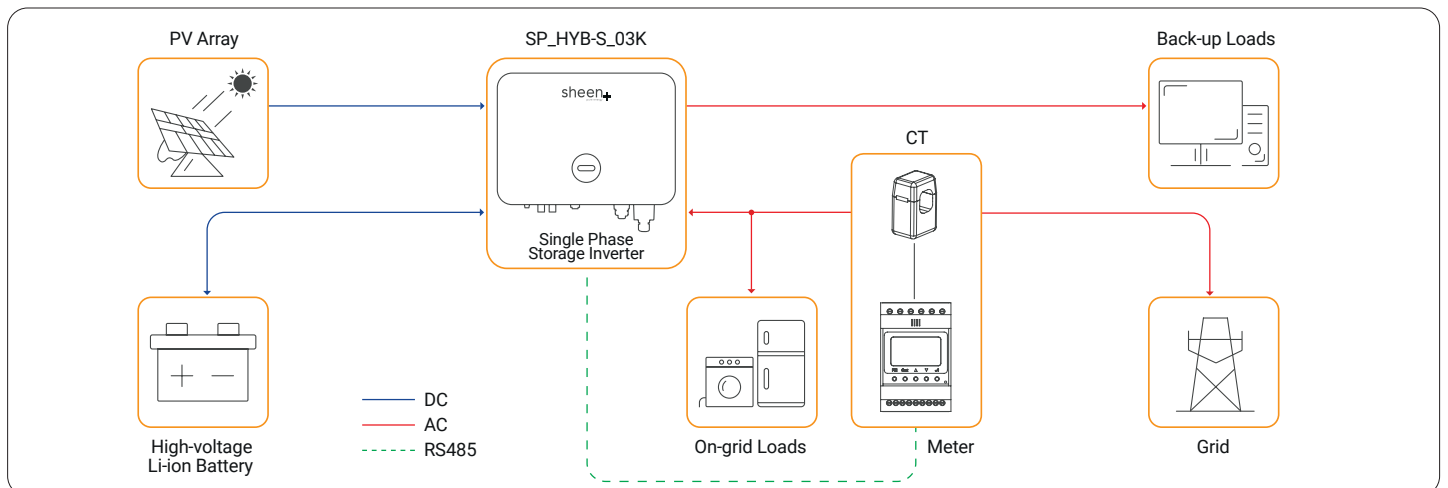 PV Array
SP_HYB-S_03K
Back-up Loads
sheen+
CT
Single Phase
Storage Inverter
High-voltage
Li-ion Battery
DC
AC
RS485
On-grid Loads
Meter
Grid